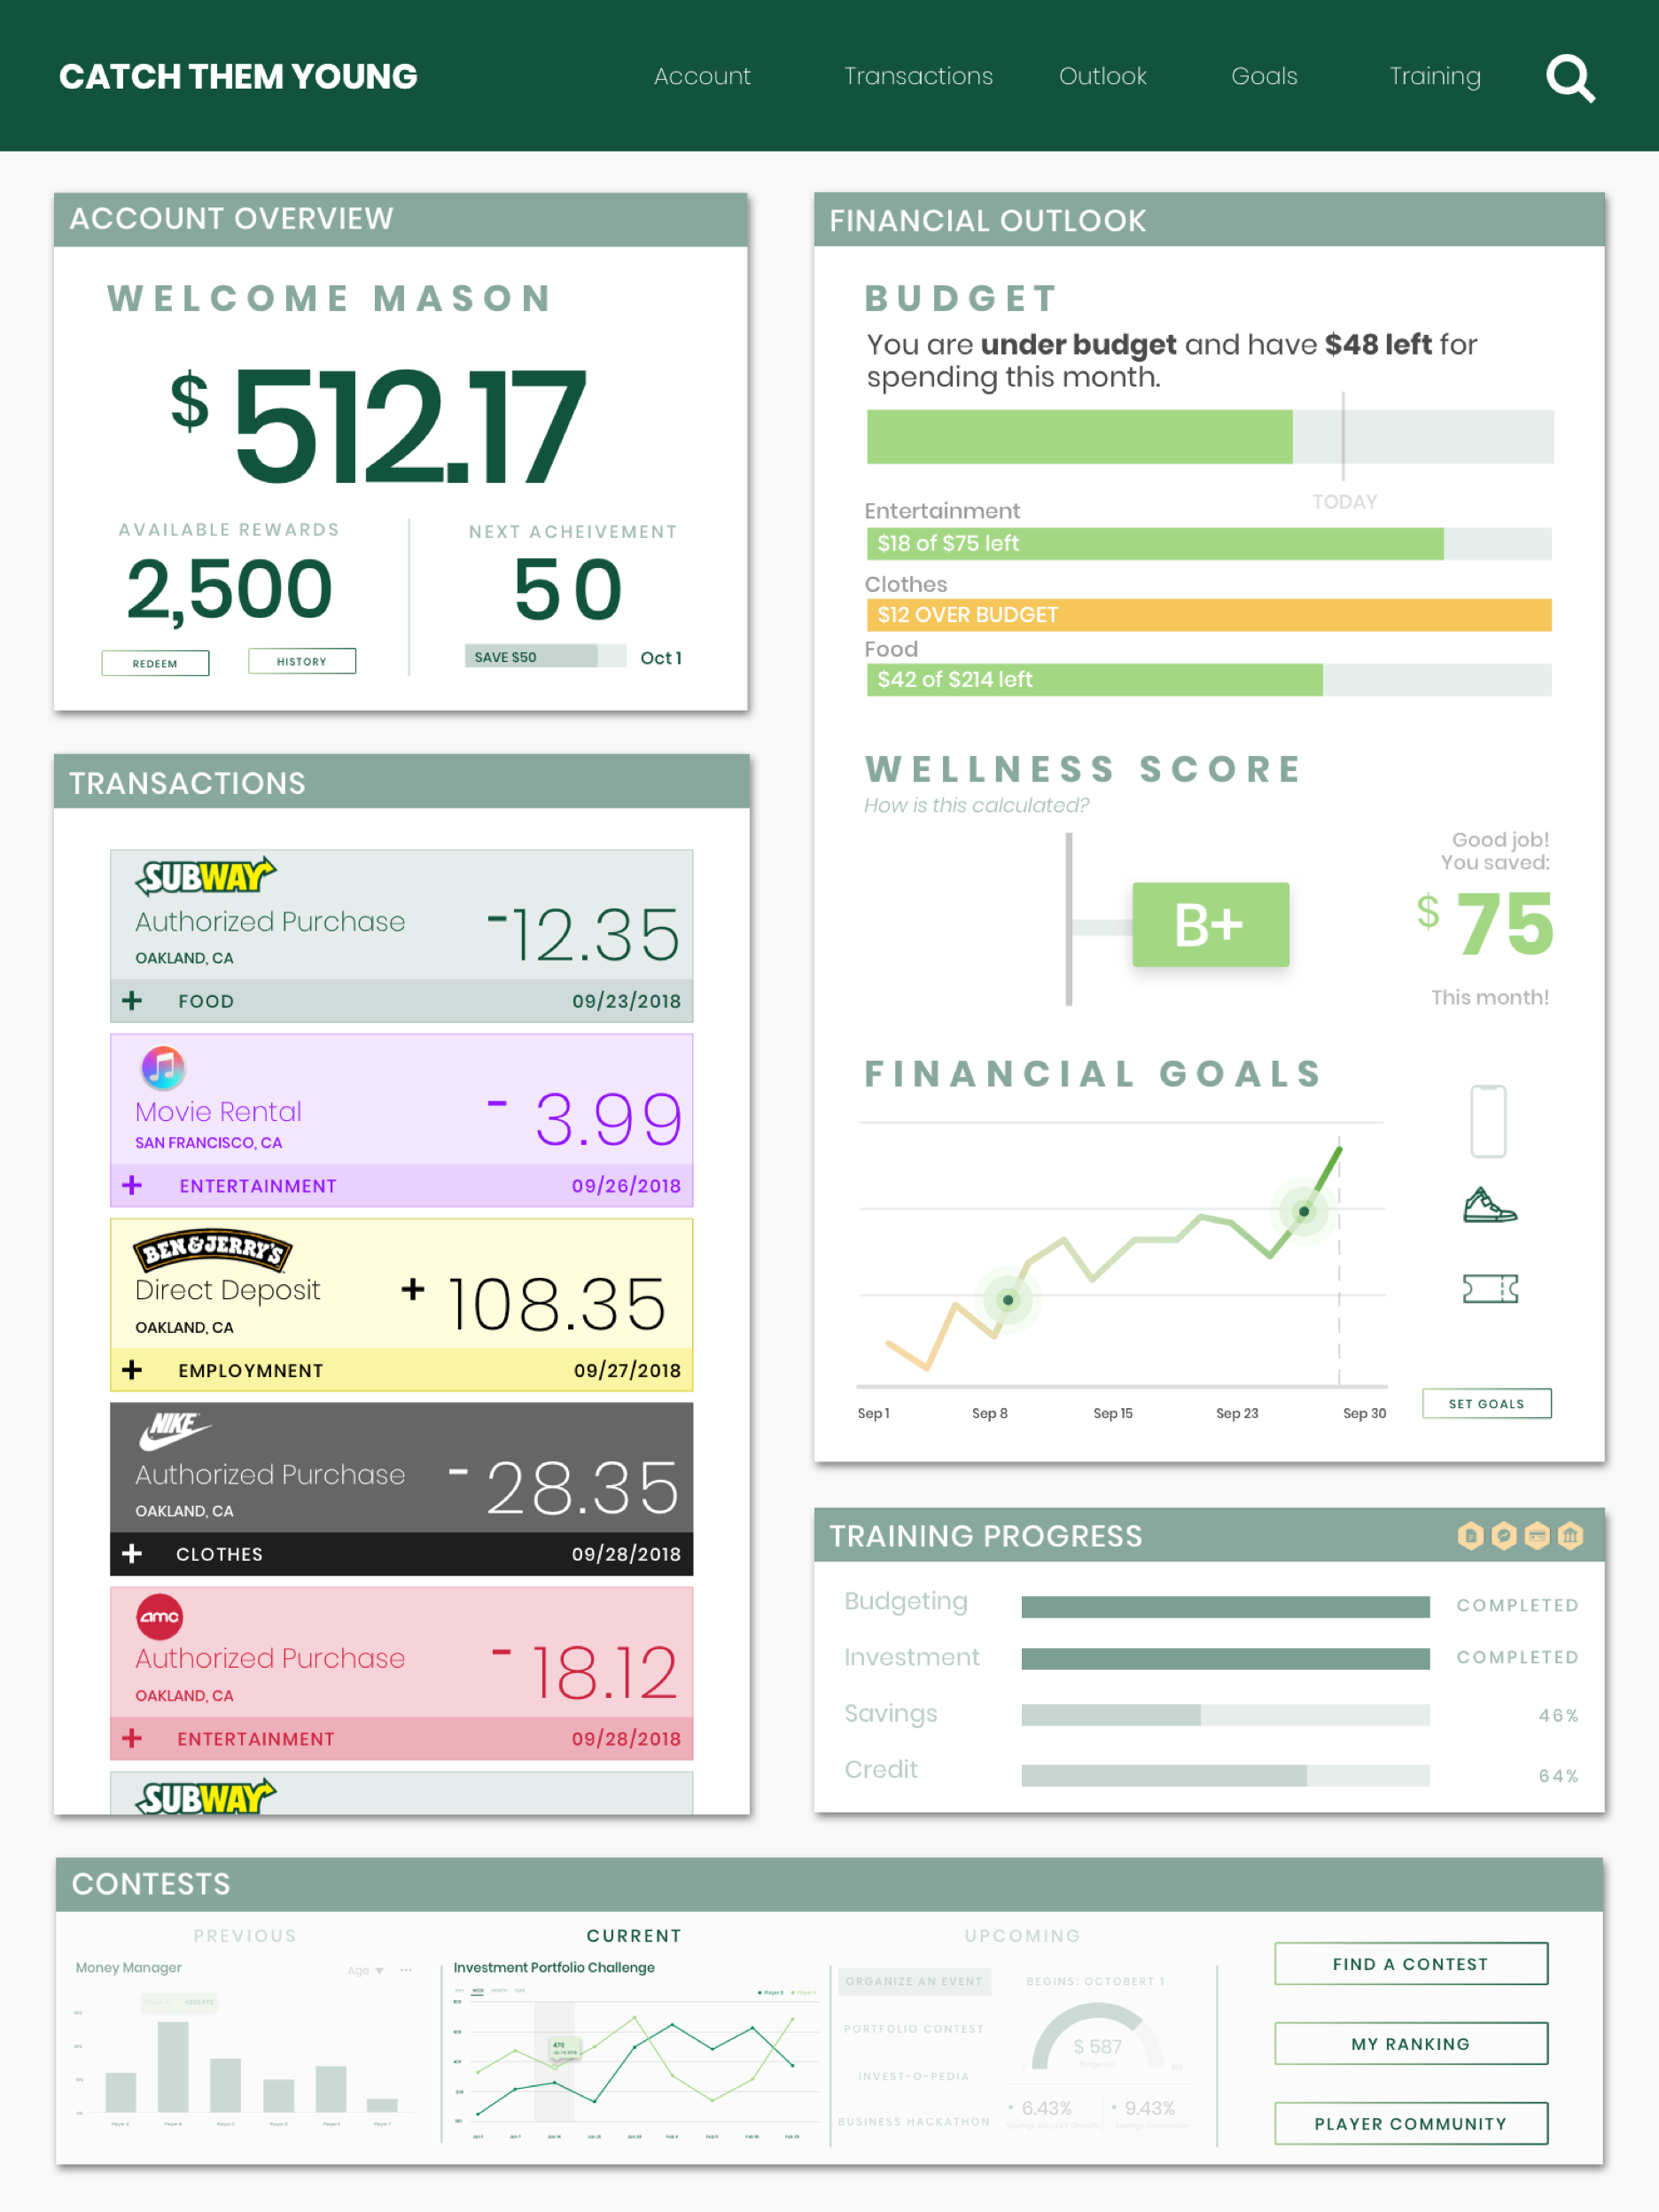 CATCH THEM YOUNG
Account
Transactions
Outlook
Goals
Training
ACCOUNT OVERVIEW
WELCOME MASON
$ 512.17
AVAILABLE REWARDS
2,500
REDEEM
HISTORY
NEXT ACHEIVEMENT
50
SAVE $50
Oct 1
TRANSACTIONS
SUBWAY
Authorized Purchase
-12.35
OAKLAND, CA
+ FOOD
09/23/2018
Movie Rental
- 3.99
SAN FRANCISCO, CA
+ ENTERTAINMENT
09/26/2018
BEN & JERRY'S
Direct Deposit
+ 108.35
OAKLAND, CA
+ EMPLOYMNENT
09/27/2018
NIKE
Authorized Purchase
- 28.35
OAKLAND, CA
+ CLOTHES
09/28/2018
amc
Authorized Purchase
- 18.12
OAKLAND, CA
+ ENTERTAINMENT
09/28/2018
SUBWAY
FINANCIAL OUTLOOK
BUDGET
You are under budget and have $48 left for
spending this month.
TODAY
Entertainment
$18 of $75 left
Clothes
$12 OVER BUDGET
Food
$42 of $214 left
WELLNESS SCORE
How is this calculated?
B+
Good job!
You saved:
$ 75
This month!
FINANCIAL GOALS
Sep 1
Sep 8
Sep 15
Sep 23
Sep 30
SET GOALS
TRAINING PROGRESS
Budgeting
COMPLETED
Investment
COMPLETED
Savings
46%
Credit
64%
CONTESTS
PREVIOUS
Money Manager
Age
CURRENT
Investment Portfolio Challenge
WEEK
Player B
470
UPCOMING
ORGANIZE AN EVENT
PORTFOLIO CONTEST
INVEST-O-PEDIA
BUSINESS HACKATHON
BEGINS: OCTOBERT 1
$ 587
6.43%
9.43%
FIND A CONTEST
MY RANKING
PLAYER COMMUNITY